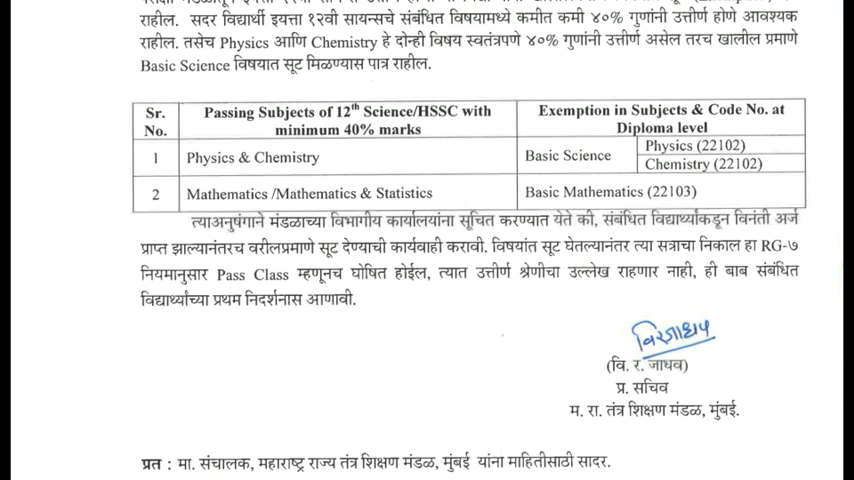 राहील. सदर विद्यार्थी इयत्ता १२वी सायन्सचे संबंधित विषयामध्ये कमीत कमी ४०% गुणांनी उत्तीर्ण होणे आवश्यक
राहील. तसेच Physics आणि Chemistry हे दोन्ही विषय स्वतंत्रपणे ४०% गुणांनी उत्तीर्ण असेल तरच खालील प्रमाणे
Basic Science विषयात सूट मिळण्यास पात्र राहील.
Sr. No. Passing Subjects of 12th Science/HSSC with minimum 40% marks Exemption in Subjects & Code No. at Diploma level
1 Physics & Chemistry Basic Science Physics (22102)
Chemistry (22102)
2 Mathematics /Mathematics & Statistics Basic Mathematics (22103)
त्याअनुषंगाने मंडळाच्या विभागीय कार्यालयांना सूचित करण्यात येते की, संबंधित विद्यार्थ्यांकडून विनंती अर्ज
प्राप्त झाल्यानंतरच वरीलप्रमाणे सूट देण्याची कार्यवाही करावी. विषयांत सूट घेतल्यानंतर त्या सत्राचा निकाल हा RG-७
नियमानुसार Pass Class म्हणूनच घोषित होईल, त्यात उत्तीर्ण श्रेणीचा उल्लेख राहणार नाही, ही बाब संबंधित
विद्यार्थ्यांच्या प्रथम निदर्शनास आणावी.
(वि. र. जाधव)
प्र. सचिव
म. रा. तंत्र शिक्षण मंडळ, मुंबई.
प्रत : मा. संचालक, महाराष्ट्र राज्य तंत्र शिक्षण मंडळ, मुंबई यांना माहितीसाठी सादर.